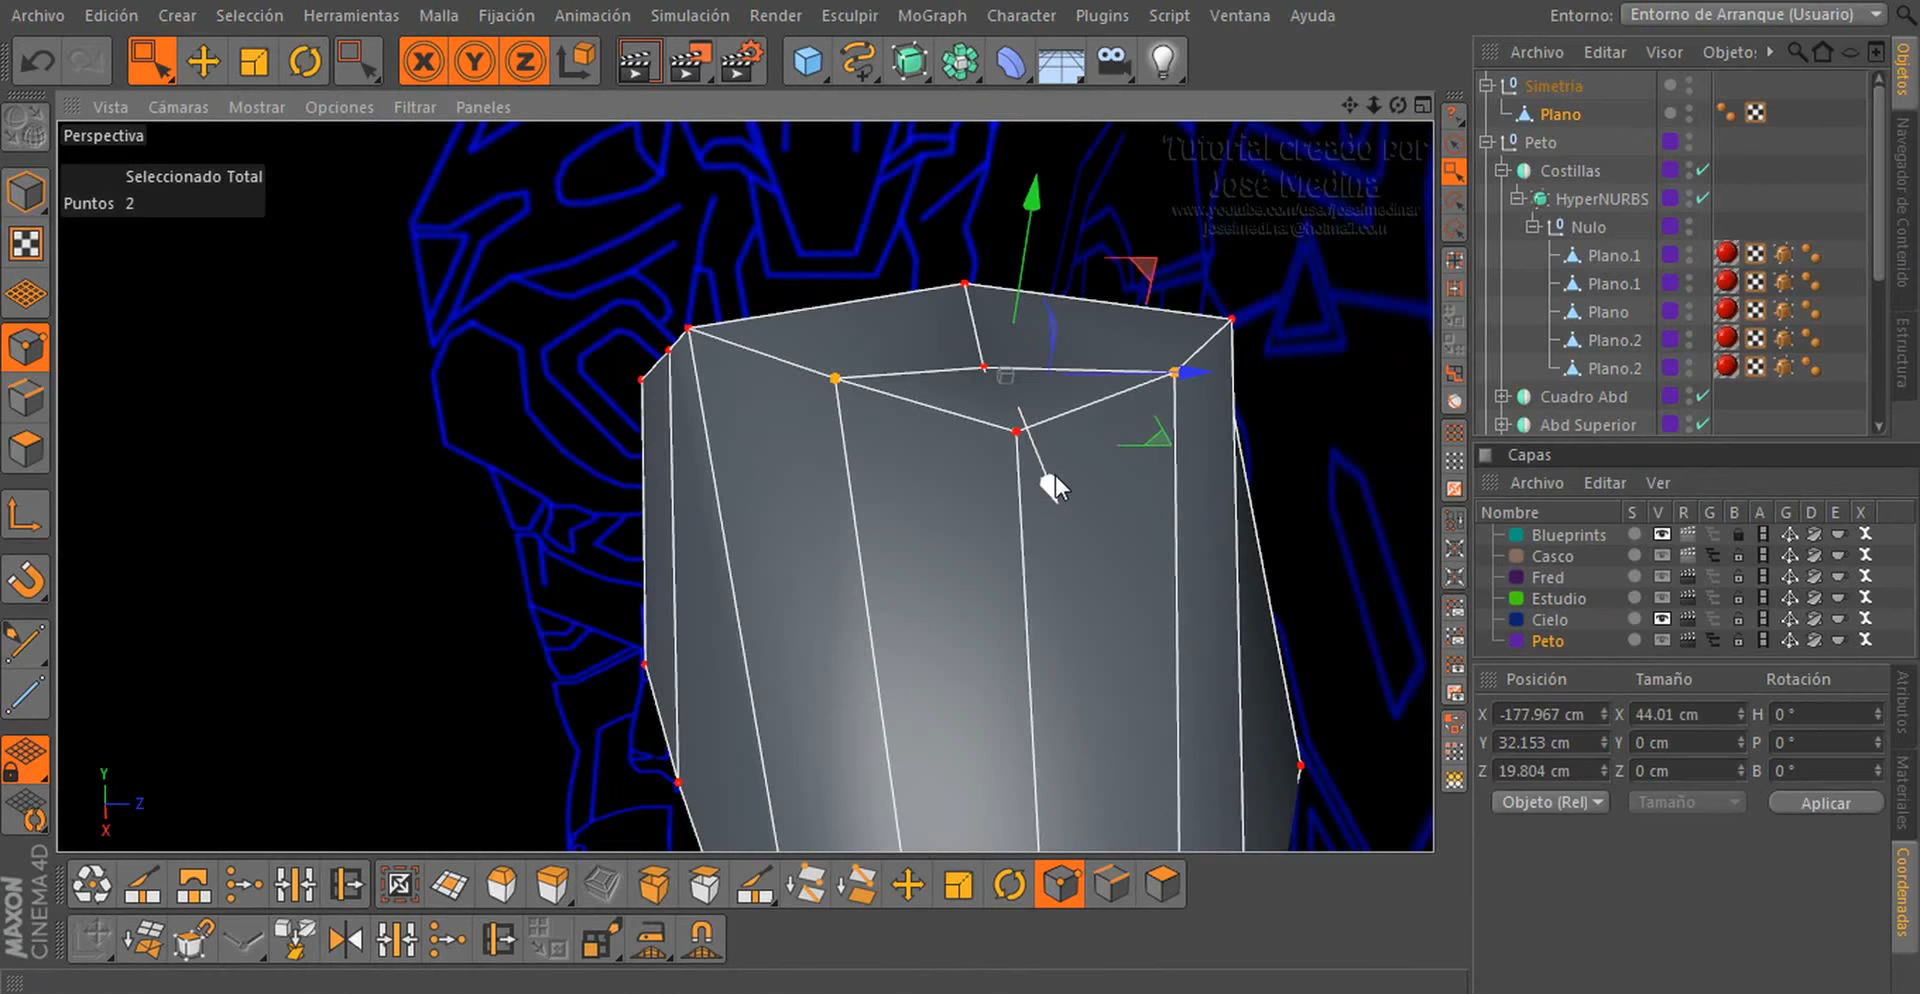 Archivo Edición Crear Selección Herramientas Malla Fijación Animación Simulación Render Esculpir MoGraph Character Plugins Script Ventana Ayuda Entorno: Entorno de Arranque (Usuario)
X Y Z
Archivo Editar Visor Objeto:
Vista Cámaras Mostrar Opciones Filtrar Paneles
Perspectiva
Seleccionado Total
Puntos 2
Tutorial creado por
José Medina
Simetría
Plano
Peto
Costillas
HyperNURBS
Nulo
Plano.1
Plano.1
Plano
Plano.2
Plano.2
Cuadro Abd
Abd Superior
Objetos
Navegador de Contenido
Estructura
Capas
Archivo Editar Ver
Nombre S V R G B A G D E X
Blueprints
Casco
Fred
Estudio
Cielo
Peto
Posición Tamaño Rotación
X -177.967 cm X 44.01 cm H 0 °
Y 32.153 cm Y 0 cm P 0 °
Z 19.804 cm Z 0 cm B 0 °
Objeto (Rel) Tamaño Aplicar
Atributos
Materiales
Coordenadas
Y
Z
X
MAXON
CINEMA 4D